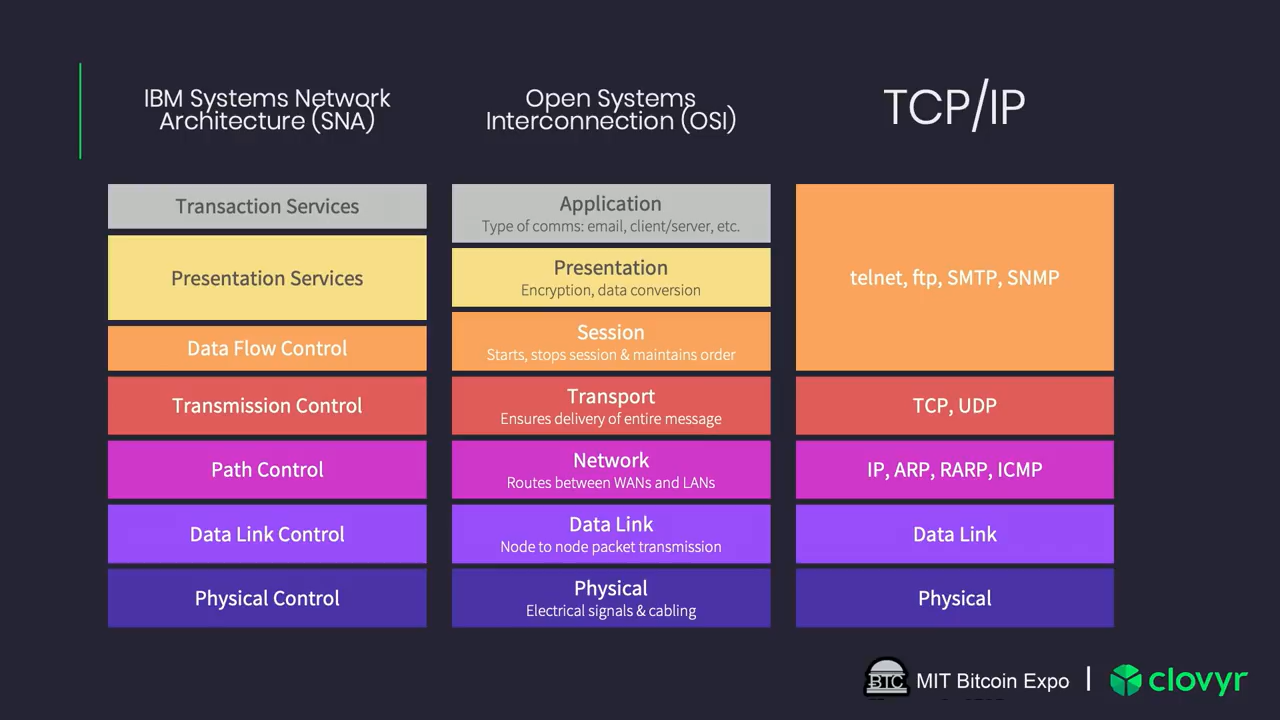 IBM Systems Network
Architecture (SNA)
Open Systems
Interconnection (OSI)
TCP/IP
Transaction Services
Presentation Services
Data Flow Control
Transmission Control
Path Control
Data Link Control
Physical Control
Application
Type of comms: email, client/server, etc.
Presentation
Encryption, data conversion
Session
Starts, stops session & maintains order
Transport
Ensures delivery of entire message
Network
Routes between WANs and LANs
Data Link
Node to node packet transmission
Physical
Electrical signals & cabling
telnet, ftp, SMTP, SNMP
TCP, UDP
IP, ARP, RARP, ICMP
Data Link
Physical
BTC MIT Bitcoin Expo | clovyr